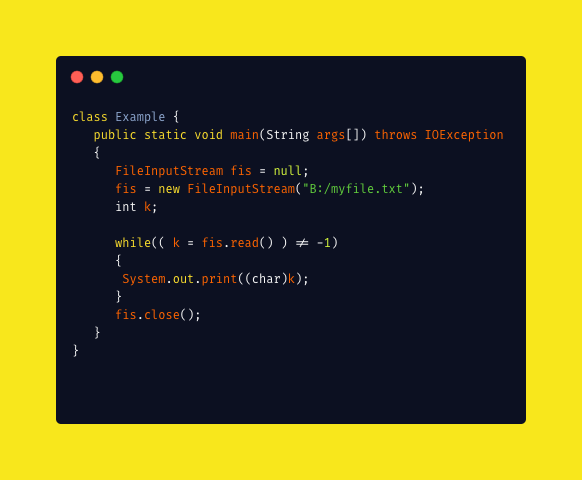 class Example {
   public static void main(String args[]) throws IOException
   {
      FileInputStream fis = null;
      fis = new FileInputStream("B:/myfile.txt");
      int k;

      while(( k = fis.read() ) != -1)
      {
       System.out.print((char)k);
      }
      fis.close();
   }
}